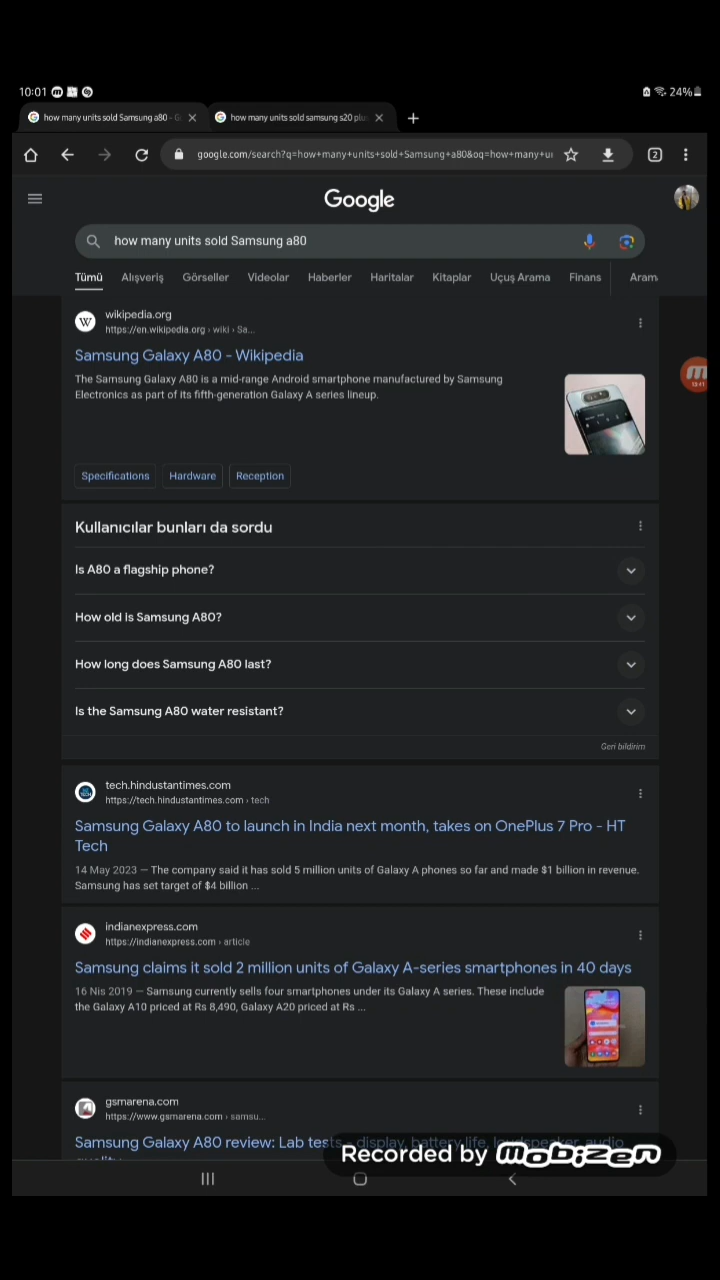 10:01
24%
how many units sold Samsung a80 - G
how many units sold samsung s20 plu
google.com/search?q=how+many+units+sold+Samsung+a80&oq=how+many+u
2
Google
how many units sold Samsung a80
Tümü Alışveriş Görseller Videolar Haberler Haritalar Kitaplar Uçuş Arama Finans Aram
W
wikipedia.org
https://en.wikipedia.org › wiki › Sa...
Samsung Galaxy A80 - Wikipedia
The Samsung Galaxy A80 is a mid-range Android smartphone manufactured by Samsung
Electronics as part of its fifth-generation Galaxy A series lineup.
13:41
Specifications Hardware Reception
Kullanıcılar bunları da sordu
Is A80 a flagship phone?
How old is Samsung A80?
How long does Samsung A80 last?
Is the Samsung A80 water resistant?
Geri bildirim
tech.hindustantimes.com
https://tech.hindustantimes.com › tech
Samsung Galaxy A80 to launch in India next month, takes on OnePlus 7 Pro - HT
Tech
14 May 2023 — The company said it has sold 5 million units of Galaxy A phones so far and made $1 billion in revenue.
Samsung has set target of $4 billion ...
indianexpress.com
https://indianexpress.com › article
Samsung claims it sold 2 million units of Galaxy A-series smartphones in 40 days
16 Nis 2019 — Samsung currently sells four smartphones under its Galaxy A series. These include
the Galaxy A10 priced at Rs 8,490, Galaxy A20 priced at Rs ...
gsmarena.com
https://www.gsmarena.com › samsu...
Samsung Galaxy A80 review: Lab tests - display, battery life, loudspeaker, audio
Recorded by mobizen